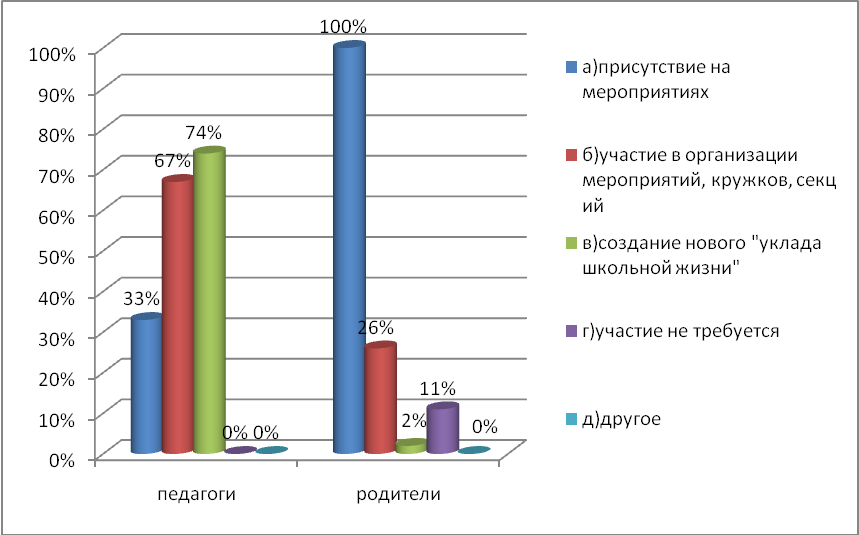 100%
90%
80%
70%
60%
50%
40%
30%
20%
10%
0%
33%
67%
74%
0%
0%
100%
26%
2%
11%
0%
педагоги
родители
а)присутствие на
мероприятиях
б)участие в организации
мероприятий, кружков, секц
ий
в)создание нового "уклада
школьной жизни"
г)участие не требуется
д)другое